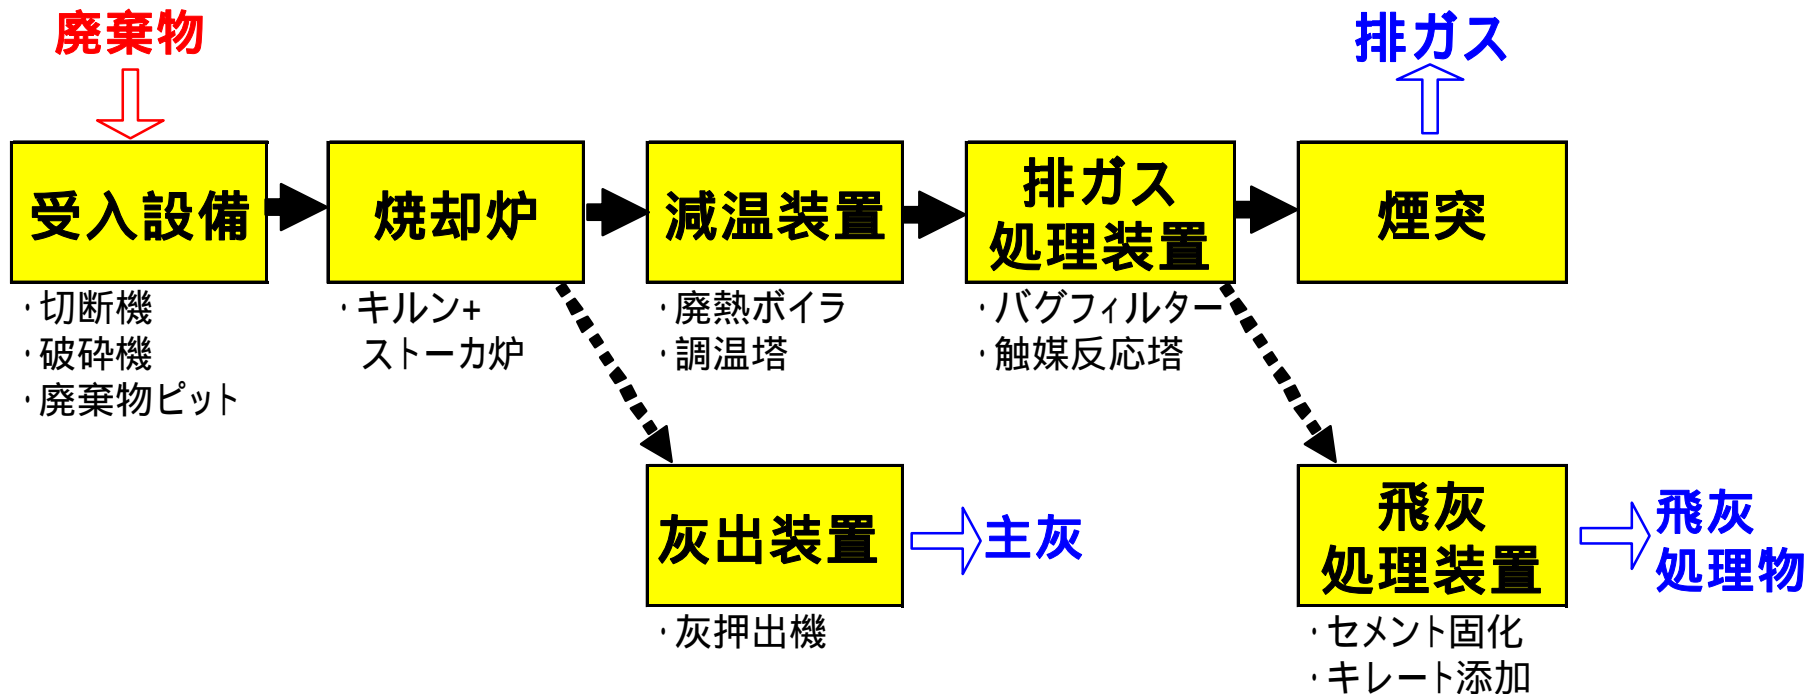 廃棄物
排ガス
受入設備
焼却炉
減温装置
排ガス
処理装置
煙突
・切断機
・破砕機
・廃棄物ピット
・キルン+
ストーカ炉
・廃熱ボイラ
・調温塔
・バグフィルター
・触媒反応塔
灰出装置
主灰
飛灰
処理装置
飛灰
処理物
・灰押出機
・セメント固化
・キレート添加